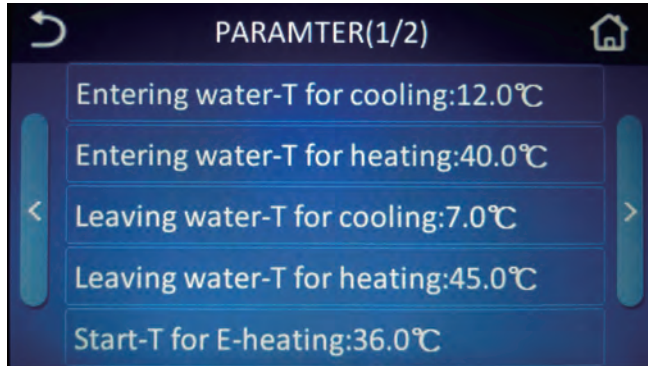 PARAMTER(1/2)
Entering water-T for cooling:12.0℃
Entering water-T for heating:40.0℃
Leaving water-T for cooling:7.0℃
Leaving water-T for heating:45.0℃
Start-T for E-heating:36.0℃